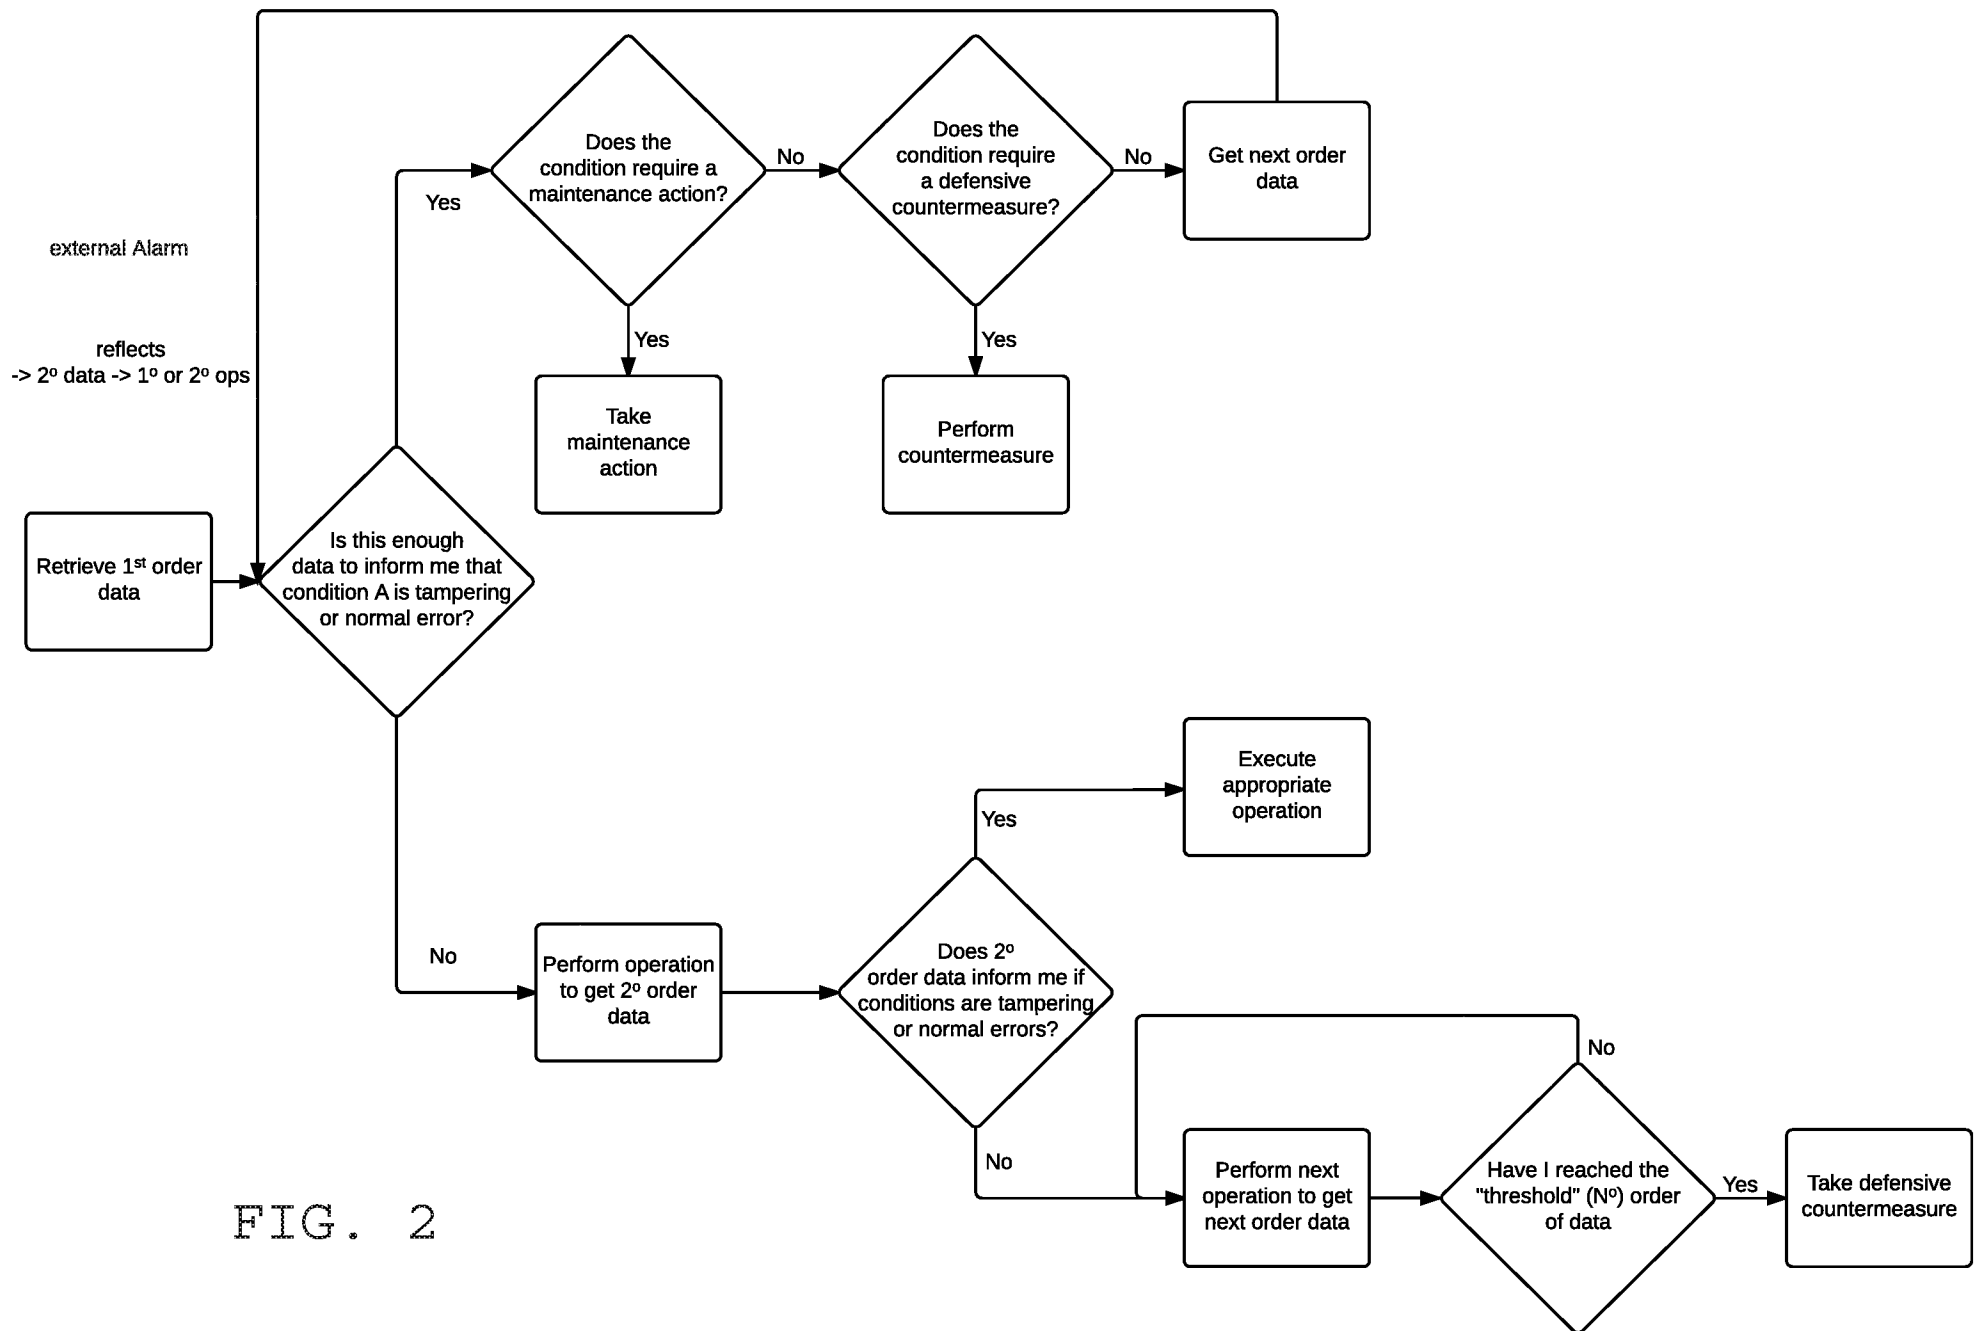 Does the
condition require a
maintenance action?
No
Does the
condition require
a defensive
countermeasure?
No
Get next order
data
Yes
external Alarm
reflects
-> 2º data -> 1º or 2º ops
Yes
Yes
Take
maintenance
action
Perform
countermeasure
Retrieve 1st order
data
Is this enough
data to inform me that
condition A is tampering
or normal error?
Execute
appropriate
operation
Yes
No
Perform operation
to get 2º order
data
Does 2º
order data inform me if
conditions are tampering
or normal errors?
No
No
Perform next
operation to get
next order data
Have I reached the
"threshold" (Nº) order
of data
Yes
Take defensive
countermeasure
FIG. 2